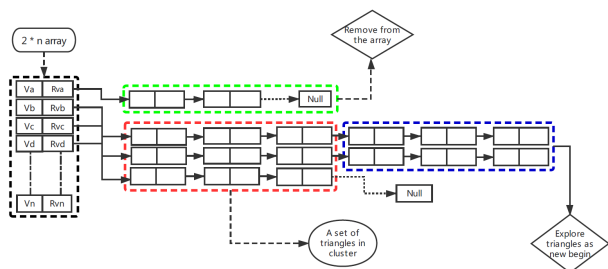 Remove from
the array
2 * n array
Va Rva
Vb Rvb
Vc Rvc
Vd Rvd
Vn Rvn
Null
Null
A set of
triangles in
cluster
Explore
triangles as
new begin